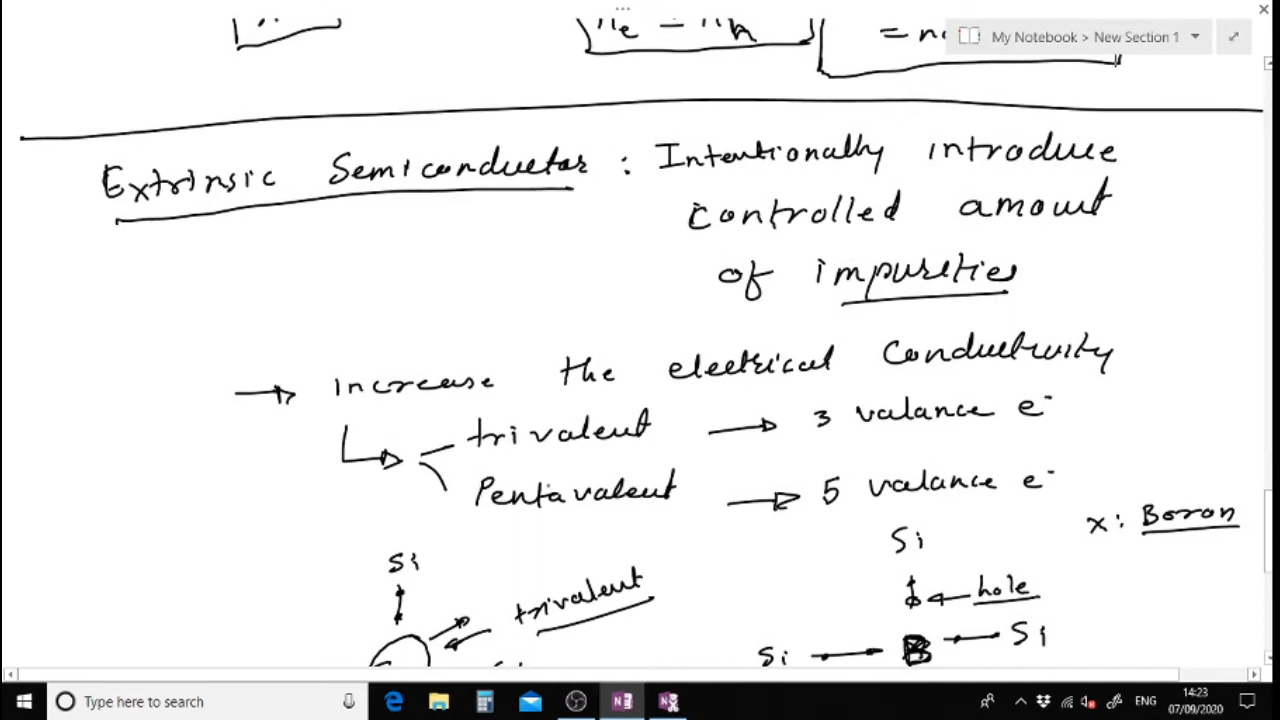 ne = nh
My Notebook > New Section 1
Extrinsic Semiconductor : Intentionally introduce
controlled amount
of impurities
→ increase the electrical conductivity
trivalent → 3 valance e-
Pentavalent → 5 valance e-
x: Boron
Si
Si
hole
trivalent
Si
B
Si
Type here to search
ENG
14:23
07/09/2020